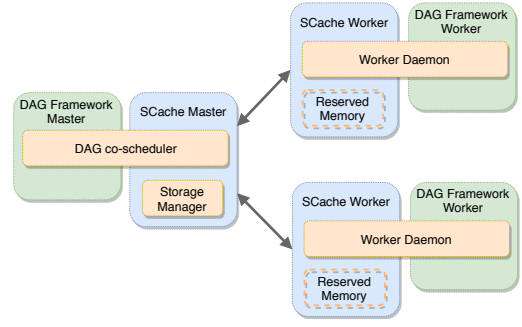 SCache Worker
DAG Framework
Worker
Worker Daemon
Reserved
Memory
DAG Framework
Master
SCache Master
DAG co-scheduler
Storage
Manager
SCache Worker
DAG Framework
Worker
Worker Daemon
Reserved
Memory